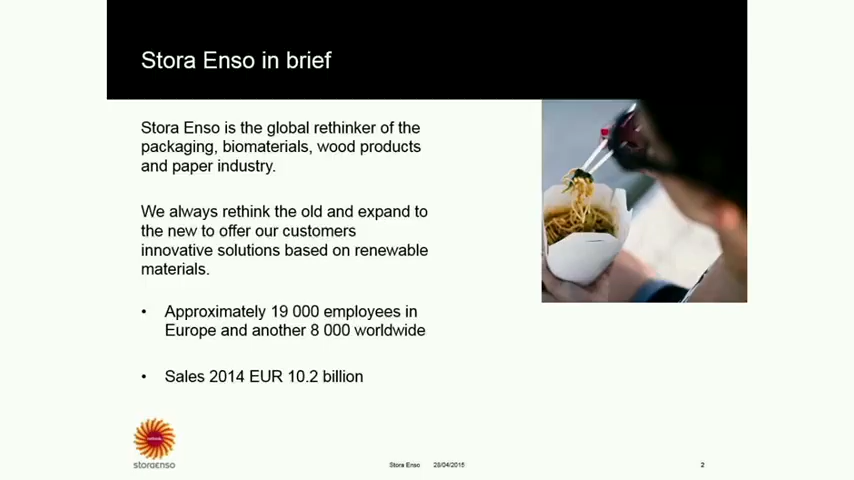 Stora Enso in brief
Stora Enso is the global rethinker of the
packaging, biomaterials, wood products
and paper industry.
We always rethink the old and expand to
the new to offer our customers
innovative solutions based on renewable
materials.
• Approximately 19 000 employees in
Europe and another 8 000 worldwide
• Sales 2014 EUR 10.2 billion
storaenso
Stora Enso 28/04/2015 2